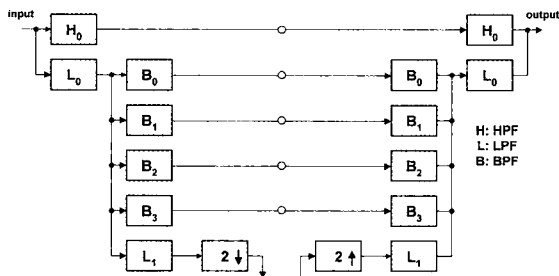 input output
H₀ H₀
L₀ B₀ B₀ L₀
B₁ B₁
H: HPF
L: LPF
B: BPF
B₂ B₂
B₃ B₃
L₁ 2↓ 2↑ L₁